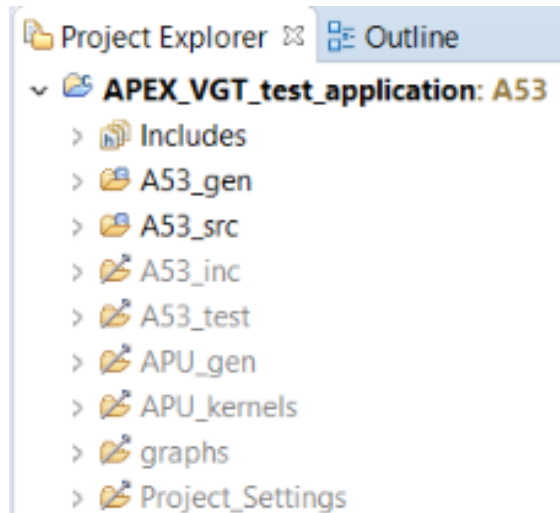 Project Explorer Outline
APEX_VGT_test_application: A53
Includes
A53_gen
A53_src
A53_inc
A53_test
APU_gen
APU_kernels
graphs
Project_Settings